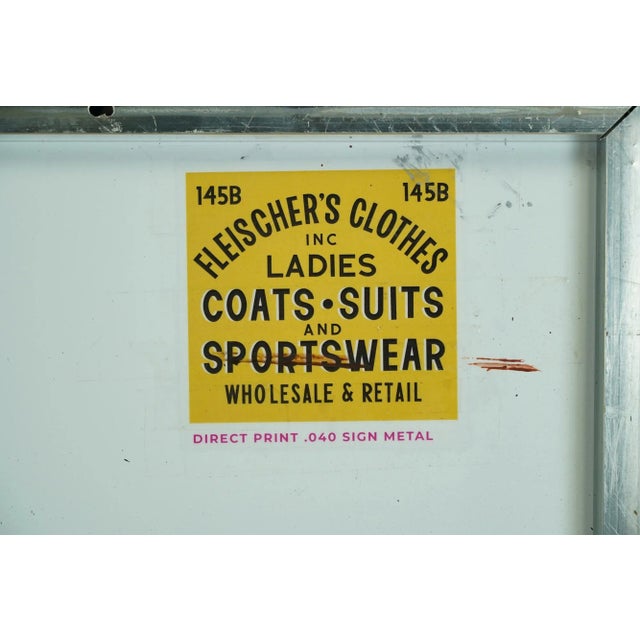 145B 145B
FLEISCHER'S CLOTHES
INC
LADIES
COATS • SUITS
AND
SPORTSWEAR
WHOLESALE & RETAIL
DIRECT PRINT .040 SIGN METAL